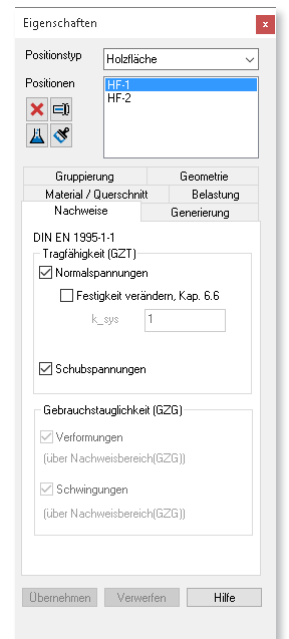 Eigenschaften
Positionstyp Holzfläche
Positionen HF-1
HF-2
Gruppierung Geometrie
Material / Querschnitt Belastung
Nachweise Generierung
DIN EN 1995-1-1
Tragfähigkeit (GZT)
Normalspannungen
Festigkeit verändern, Kap. 6.6
k_sys 1
Schubspannungen
Gebrauchstauglichkeit (GZG)
Verformungen
(über Nachweisbereich(GZG))
Schwingungen
(über Nachweisbereich(GZG))
Übernehmen Verwerfen Hilfe